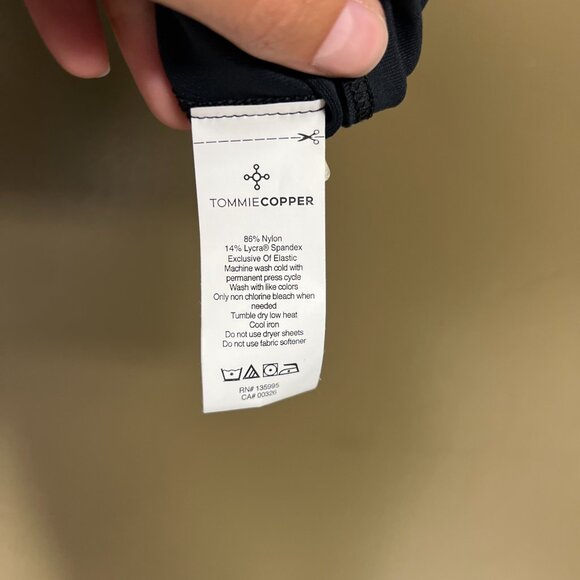 TOMMIECOPPER
86% Nylon
14% Lycra® Spandex
Exclusive Of Elastic
Machine wash cold with
permanent press cycle
Wash with like colors
Only non chlorine bleach when
needed
Tumble dry low heat
Cool iron
Do not use dryer sheets
Do not use fabric softener
RN# 135995
CA# 00326